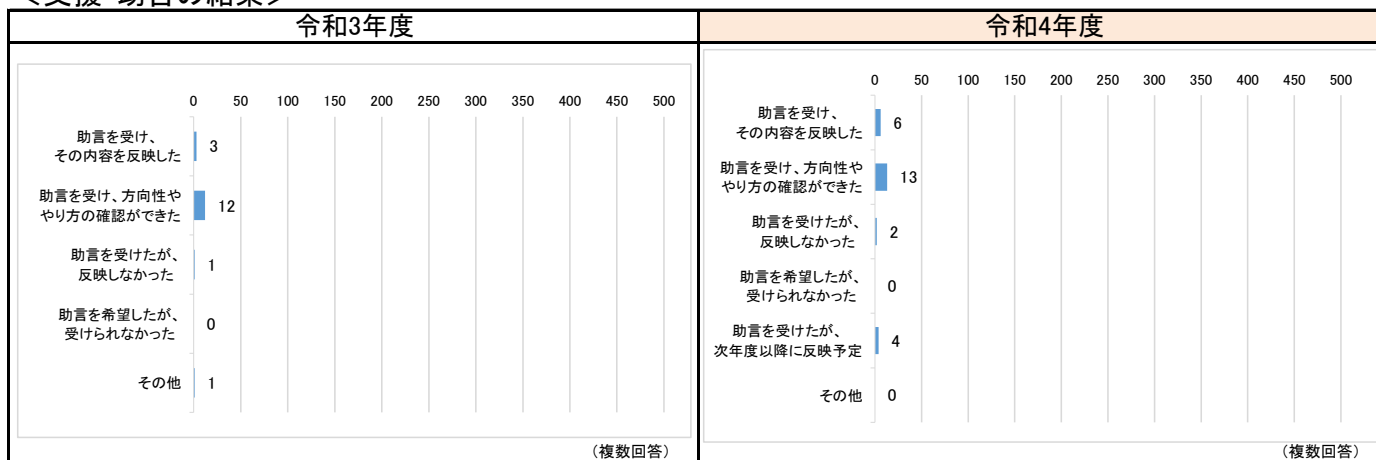 ＜支援・助言の結果＞
令和3年度
0 50 100 150 200 250 300 350 400 450 500
助言を受け、
その内容を反映した
3
助言を受け、方向性や
やり方の確認ができた
12
助言を受けたが、
反映しなかった
1
助言を希望したが、
受けられなかった
0
その他
1
（複数回答）
令和4年度
0 50 100 150 200 250 300 350 400 450 500
助言を受け、
その内容を反映した
6
助言を受け、方向性や
やり方の確認ができた
13
助言を受けたが、
反映しなかった
2
助言を希望したが、
受けられなかった
0
助言を受けたが、
次年度以降に反映予定
4
その他
0
（複数回答）